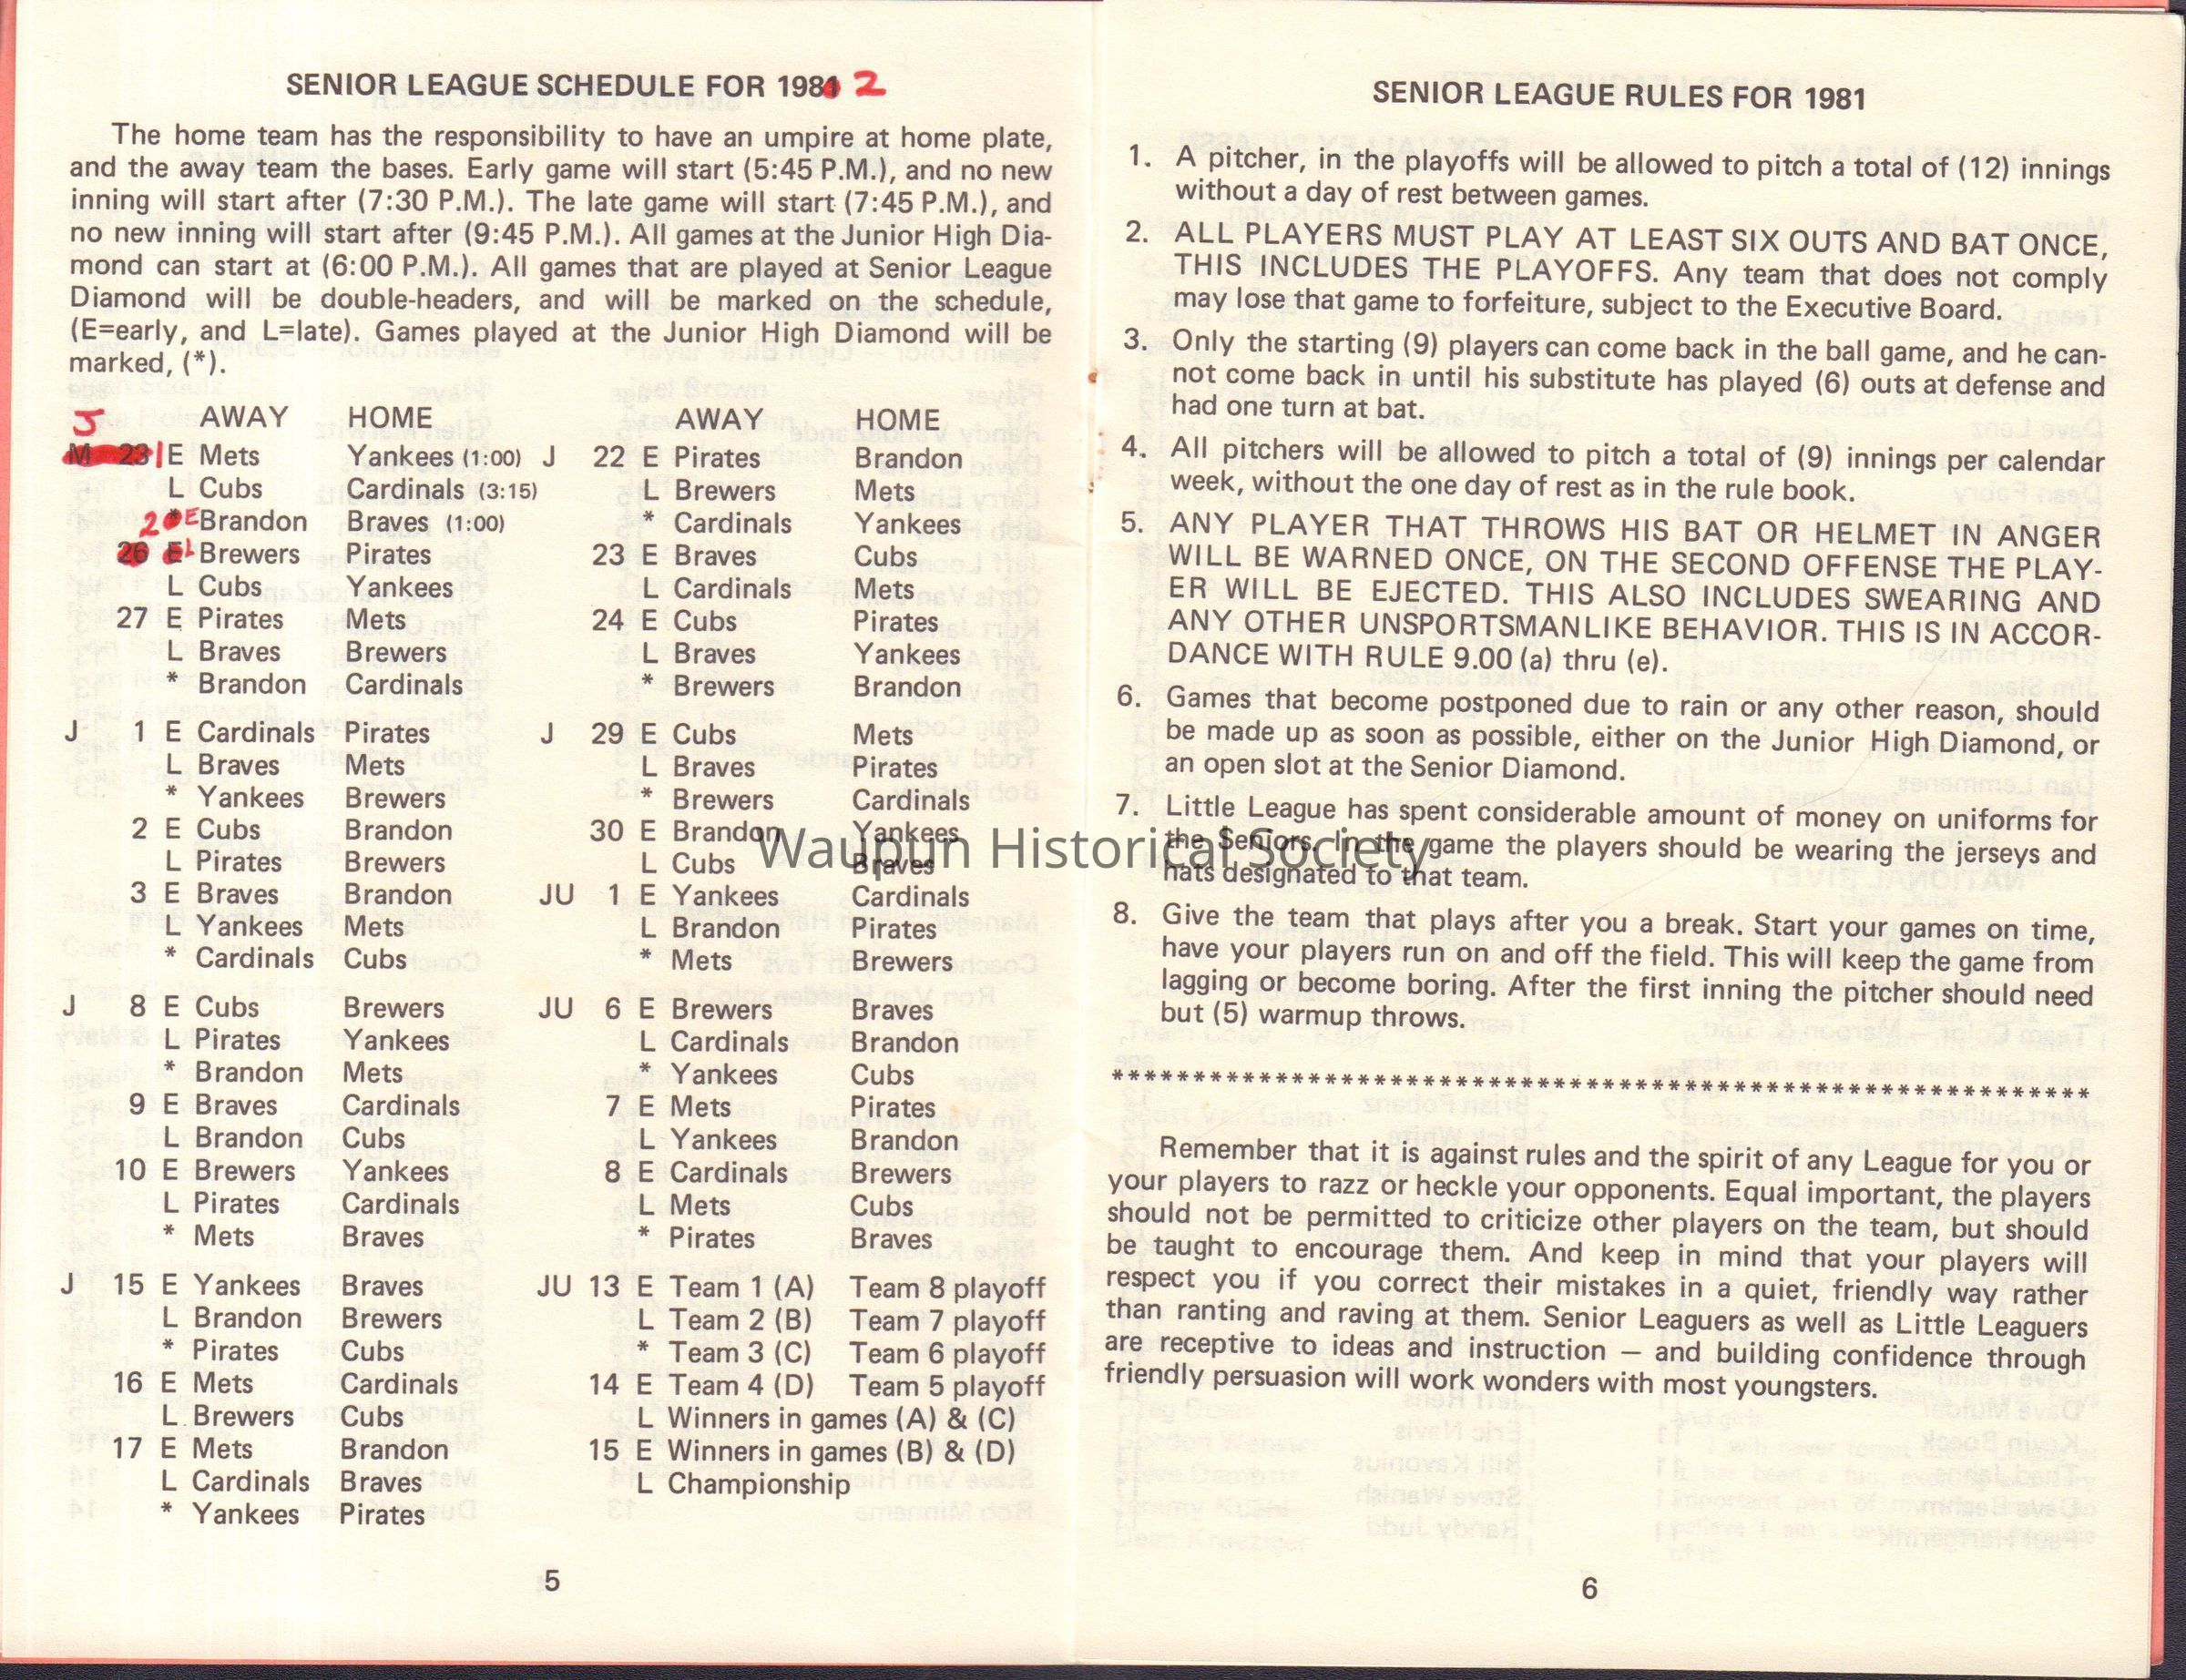 SENIOR LEAGUE SCHEDULE FOR 1981 2
The home team has the responsibility to have an umpire at home plate,
and the away team the bases. Early game will start (5:45 P.M.), and no new
inning will start after (7:30 P.M.). The late game will start (7:45 P.M.), and
no new inning will start after (9:45 P.M.). All games at the Junior High Dia-
mond can start at (6:00 P.M.). All games that are played at Senior League
Diamond will be double-headers, and will be marked on the schedule,
(E=early, and L=late). Games played at the Junior High Diamond will be
marked, (*).
J AWAY HOME
M 23 1 E Mets Yankees (1:00)
L Cubs Cardinals (3:15)
2 * E Brandon Braves (1:00)
26 E L Brewers Pirates
L Cubs Yankees
27 E Pirates Mets
L Braves Brewers
* Brandon Cardinals
J 1 E Cardinals Pirates
L Braves Mets
* Yankees Brewers
2 E Cubs Brandon
L Pirates Brewers
3 E Braves Brandon
L Yankees Mets
* Cardinals Cubs
J 8 E Cubs Brewers
L Pirates Yankees
* Brandon Mets
9 E Braves Cardinals
L Brandon Cubs
10 E Brewers Yankees
L Pirates Cardinals
* Mets Braves
J 15 E Yankees Braves
L Brandon Brewers
* Pirates Cubs
16 E Mets Cardinals
L Brewers Cubs
17 E Mets Brandon
L Cardinals Braves
* Yankees Pirates
AWAY HOME
J 22 E Pirates Brandon
L Brewers Mets
* Cardinals Yankees
23 E Braves Cubs
L Cardinals Mets
24 E Cubs Pirates
L Braves Yankees
* Brewers Brandon
J 29 E Cubs Mets
L Braves Pirates
* Brewers Cardinals
30 E Brandon Yankees
L Cubs Braves
JU 1 E Yankees Cardinals
L Brandon Pirates
* Mets Brewers
JU 6 E Brewers Braves
L Cardinals Brandon
* Yankees Cubs
7 E Mets Pirates
L Yankees Brandon
8 E Cardinals Brewers
L Mets Cubs
* Pirates Braves
JU 13 E Team 1 (A) Team 8 playoff
L Team 2 (B) Team 7 playoff
* Team 3 (C) Team 6 playoff
14 E Team 4 (D) Team 5 playoff
L Winners in games (A) & (C)
15 E Winners in games (B) & (D)
L Championship
5
SENIOR LEAGUE RULES FOR 1981
1. A pitcher, in the playoffs will be allowed to pitch a total of (12) innings
without a day of rest between games.
2. ALL PLAYERS MUST PLAY AT LEAST SIX OUTS AND BAT ONCE,
THIS INCLUDES THE PLAYOFFS. Any team that does not comply
may lose that game to forfeiture, subject to the Executive Board.
3. Only the starting (9) players can come back in the ball game, and he can-
not come back in until his substitute has played (6) outs at defense and
had one turn at bat.
4. All pitchers will be allowed to pitch a total of (9) innings per calendar
week, without the one day of rest as in the rule book.
5. ANY PLAYER THAT THROWS HIS BAT OR HELMET IN ANGER
WILL BE WARNED ONCE, ON THE SECOND OFFENSE THE PLAY-
ER WILL BE EJECTED. THIS ALSO INCLUDES SWEARING AND
ANY OTHER UNSPORTSMANLIKE BEHAVIOR. THIS IS IN ACCOR-
DANCE WITH RULE 9.00 (a) thru (e).
6. Games that become postponed due to rain or any other reason, should
be made up as soon as possible, either on the Junior High Diamond, or
an open slot at the Senior Diamond.
7. Little League has spent considerable amount of money on uniforms for
the Seniors. In the game the players should be wearing the jerseys and
hats designated to that team.
8. Give the team that plays after you a break. Start your games on time,
have your players run on and off the field. This will keep the game from
lagging or become boring. After the first inning the pitcher should need
but (5) warmup throws.
************************************************************
Remember that it is against rules and the spirit of any League for you or
your players to razz or heckle your opponents. Equal important, the players
should not be permitted to criticize other players on the team, but should
be taught to encourage them. And keep in mind that your players will
respect you if you correct their mistakes in a quiet, friendly way rather
than ranting and raving at them. Senior Leaguers as well as Little Leaguers
are receptive to ideas and instruction — and building confidence through
friendly persuasion will work wonders with most youngsters.
6
Waupun Historical Society